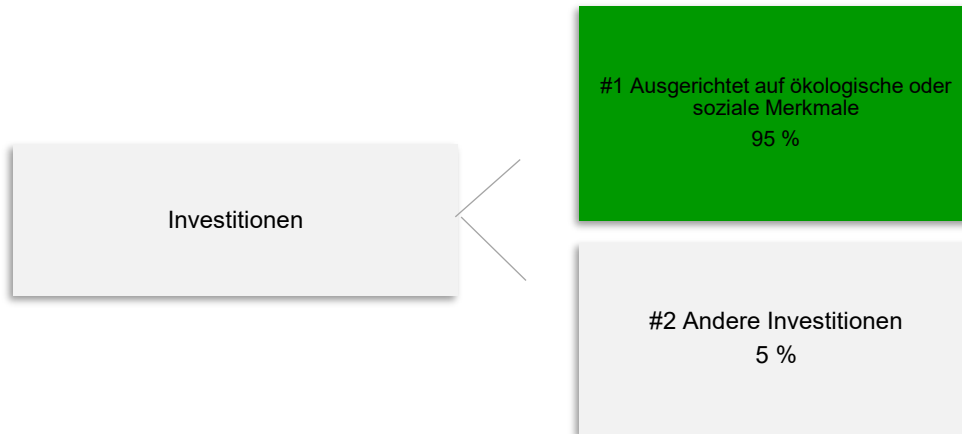 Investitionen
#1 Ausgerichtet auf ökologische oder
soziale Merkmale
95 %
#2 Andere Investitionen
5 %